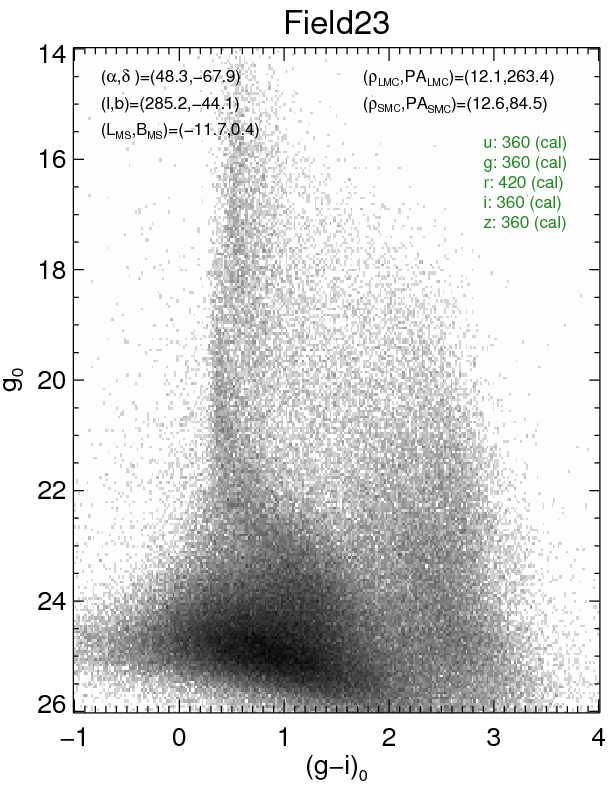 Field23
(α,δ)=(48.3,−67.9)
(ρLMC,PALMC)=(12.1,263.4)
(l,b)=(285.2,−44.1)
(ρSMC,PASMC)=(12.6,84.5)
(LMS,BMS)=(−11.7,0.4)
u: 360 (cal)
g: 360 (cal)
r: 420 (cal)
i: 360 (cal)
z: 360 (cal)
14
16
18
20
22
24
26
g0
−1 0 1 2 3 4
(g−i)0